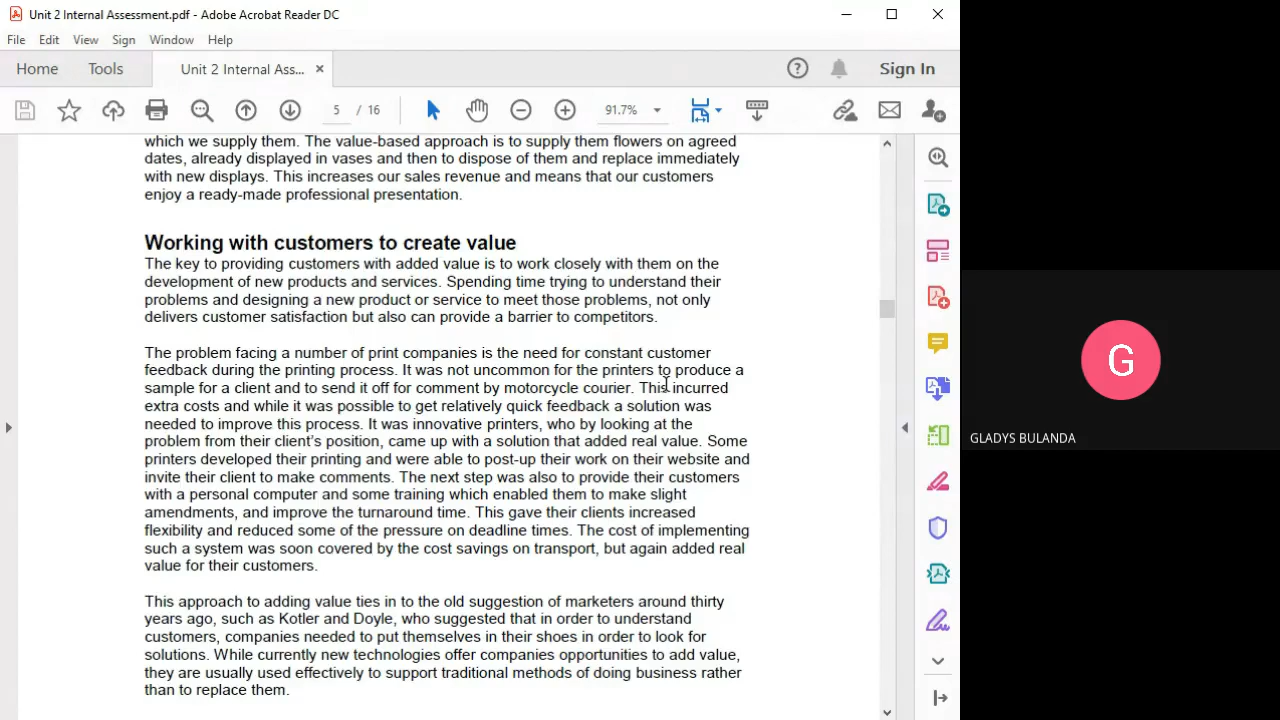 Unit 2 Internal Assessment.pdf - Adobe Acrobat Reader DC
File Edit View Sign Window Help
Home Tools Unit 2 Internal Ass... × Sign In
5 / 16 91.7%
which we supply them. The value-based approach is to supply them flowers on agreed
dates, already displayed in vases and then to dispose of them and replace immediately
with new displays. This increases our sales revenue and means that our customers
enjoy a ready-made professional presentation.
Working with customers to create value
The key to providing customers with added value is to work closely with them on the
development of new products and services. Spending time trying to understand their
problems and designing a new product or service to meet those problems, not only
delivers customer satisfaction but also can provide a barrier to competitors.
The problem facing a number of print companies is the need for constant customer
feedback during the printing process. It was not uncommon for the printers to produce a
sample for a client and to send it off for comment by motorcycle courier. This incurred
extra costs and while it was possible to get relatively quick feedback a solution was
needed to improve this process. It was innovative printers, who by looking at the
problem from their client's position, came up with a solution that added real value. Some
printers developed their printing and were able to post-up their work on their website and
invite their client to make comments. The next step was also to provide their customers
with a personal computer and some training which enabled them to make slight
amendments, and improve the turnaround time. This gave their clients increased
flexibility and reduced some of the pressure on deadline times. The cost of implementing
such a system was soon covered by the cost savings on transport, but again added real
value for their customers.
This approach to adding value ties in to the old suggestion of marketers around thirty
years ago, such as Kotler and Doyle, who suggested that in order to understand
customers, companies needed to put themselves in their shoes in order to look for
solutions. While currently new technologies offer companies opportunities to add value,
they are usually used effectively to support traditional methods of doing business rather
than to replace them.
G
GLADYS BULANDA